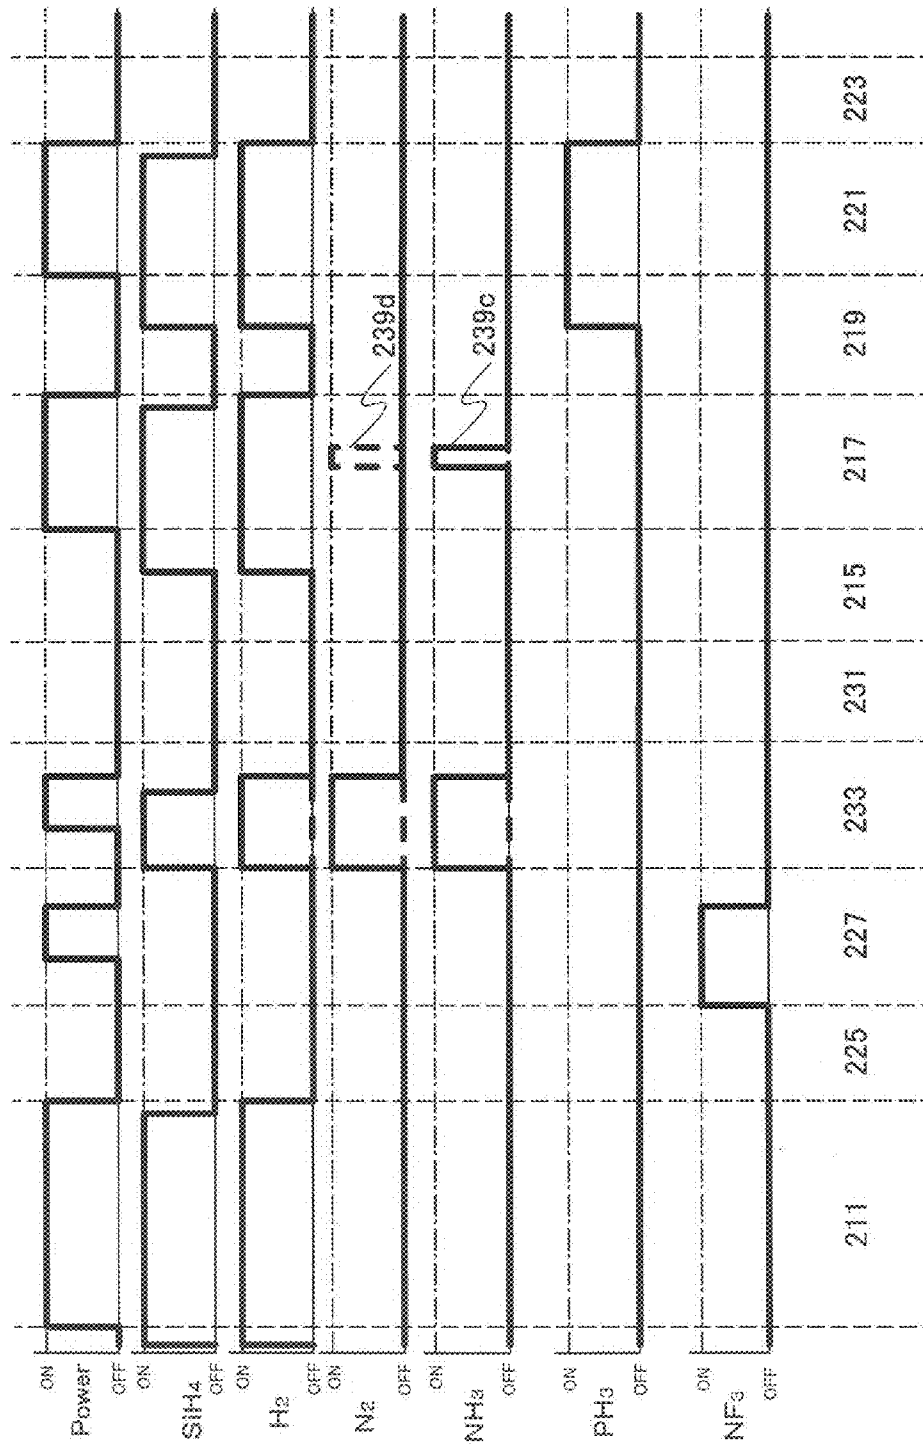 Power
ON
OFF
SiH4
ON
OFF
H2
ON
OFF
N2
ON
OFF
NH3
ON
OFF
PH3
ON
OFF
NF3
ON
OFF
239d
239c
211
225
227
233
231
215
217
219
221
223